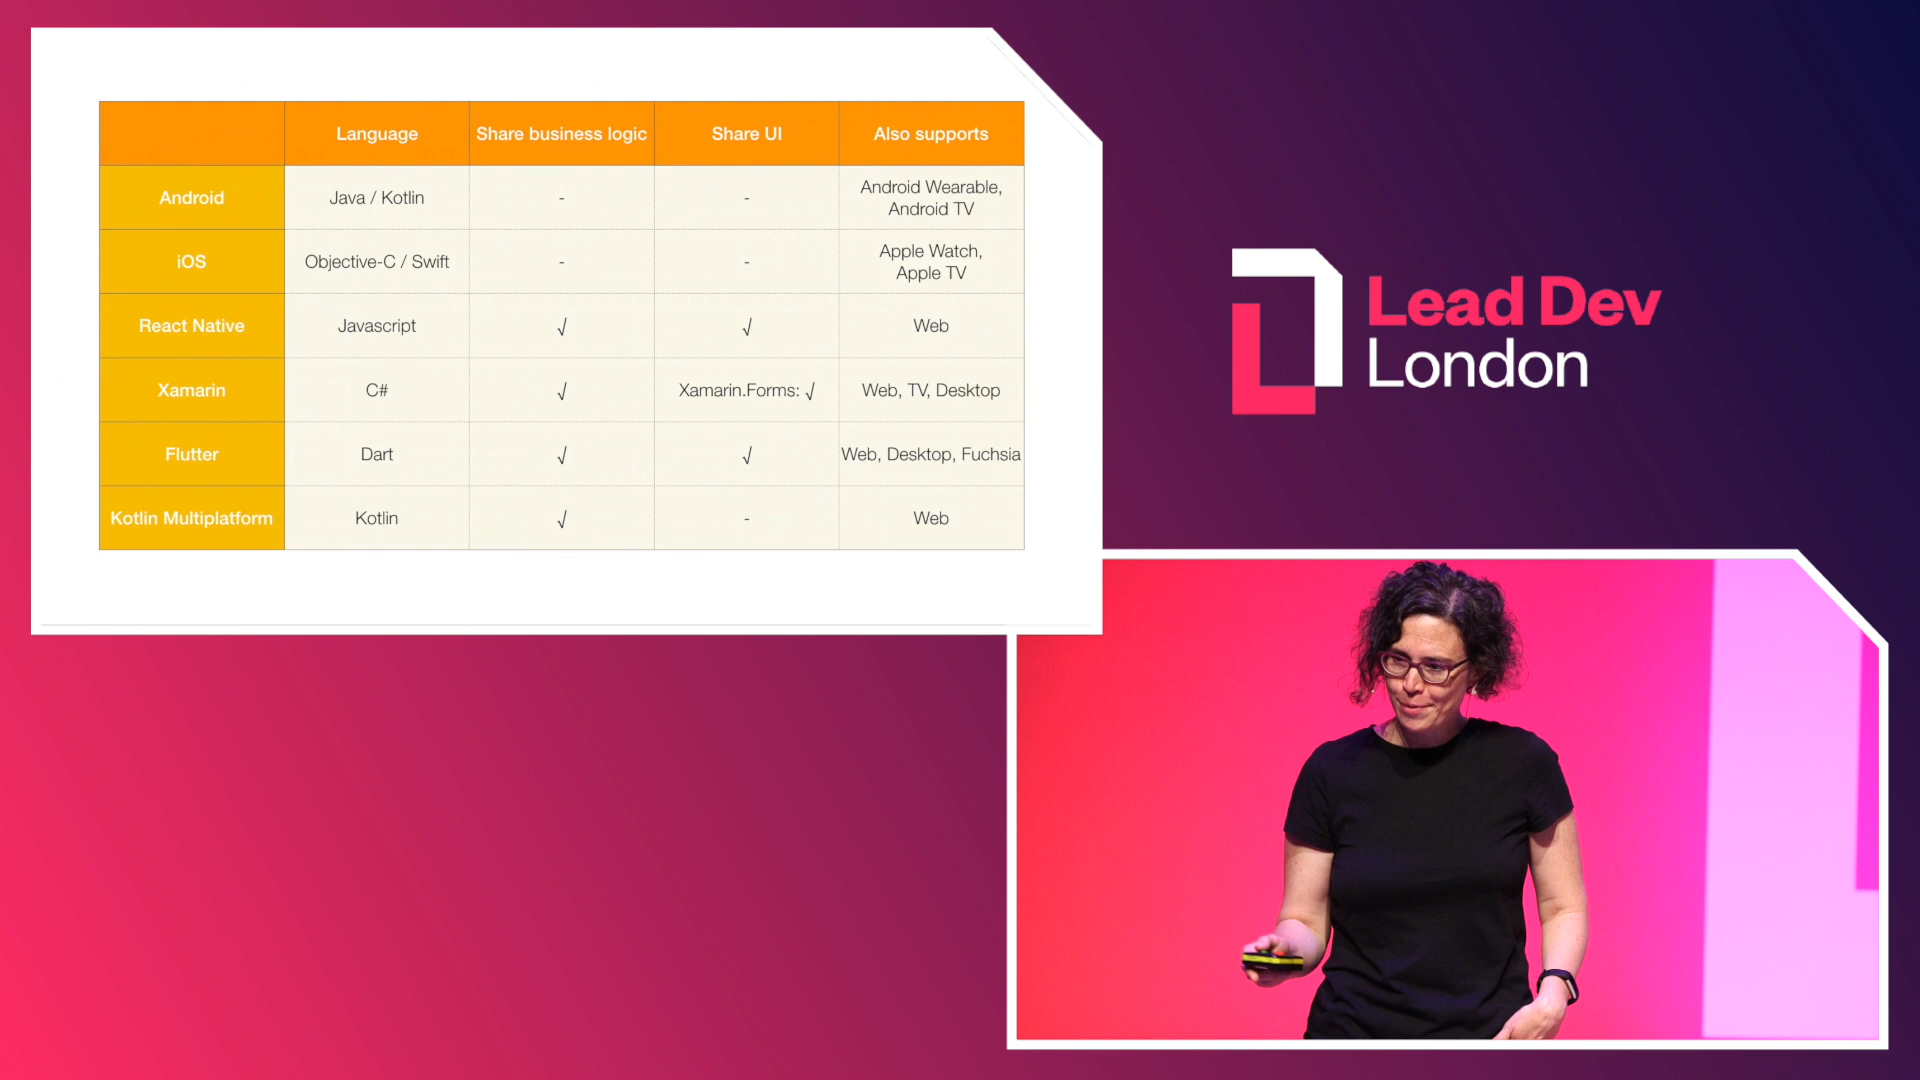 Language Share business logic Share UI Also supports
Android Java / Kotlin - - Android Wearable,
Android TV
iOS Objective-C / Swift - - Apple Watch,
Apple TV
React Native Javascript √ √ Web
Xamarin C# √ Xamarin.Forms: √ Web, TV, Desktop
Flutter Dart √ √ Web, Desktop, Fuchsia
Kotlin Multiplatform Kotlin √ - Web
Lead Dev
London